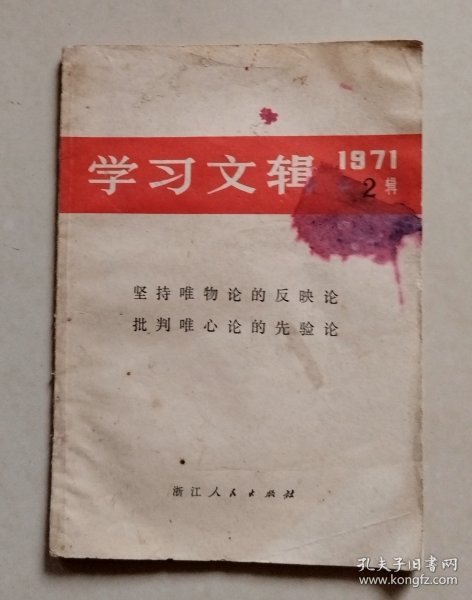 学习文辑
1971
2辑
坚持唯物论的反映论
批判唯心论的先验论
浙江人民出版社
孔夫子旧书网
www.kongfz.com